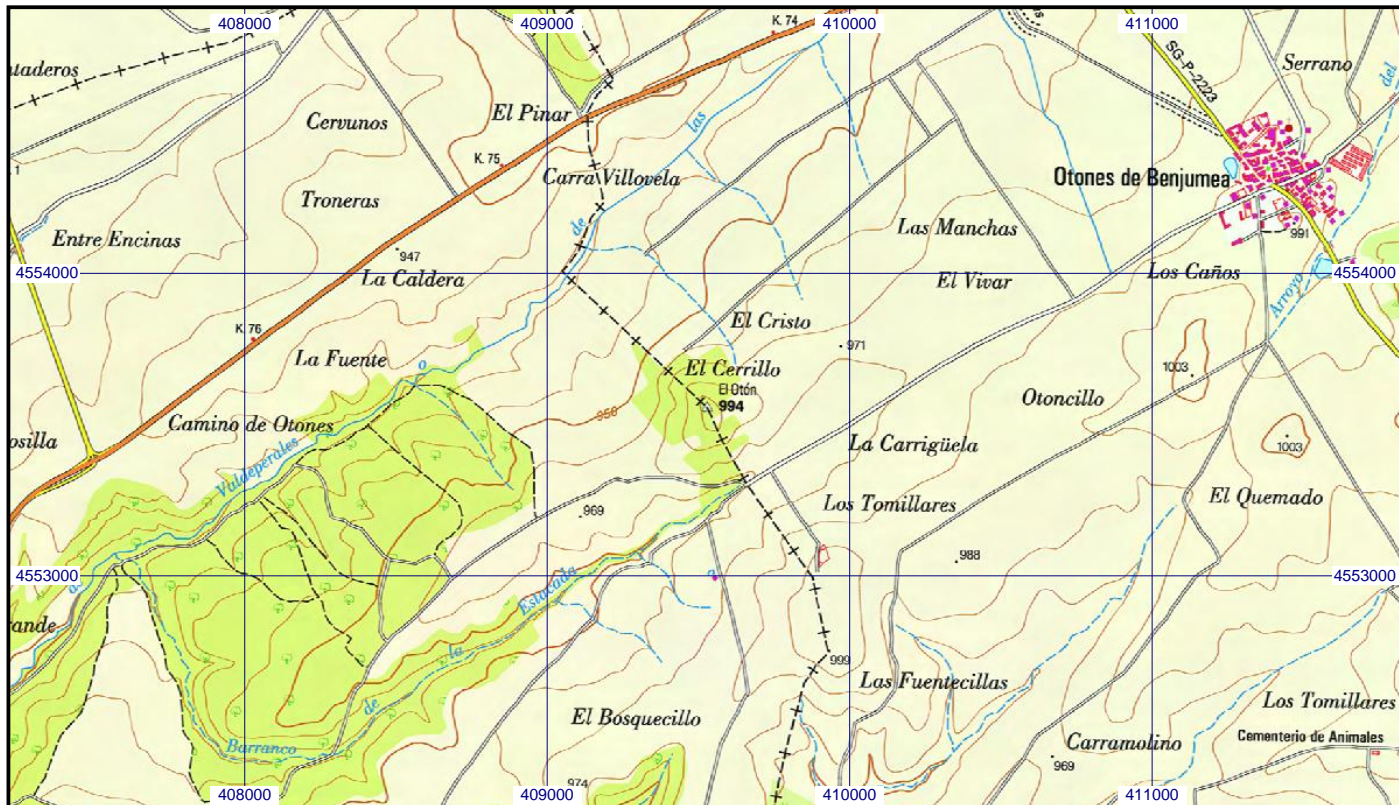 408000
409000
410000
411000
K. 74
SG-P-2223
Serrano
del
El Pinar
Cervunos
las
K. 75
Carra Villovela
Otones de Benjumea
Troneras
Las Manchas
de
Entre Encinas
991
947
4554000
La Caldera
El Vivar
Los Caños
4554000
Arroyo
El Cristo
K. 76
971
La Fuente
o
El Cerrillo
1003
El Otón
994
Otoncillo
950
Camino de Otones
La Carrigüela
1003
Valdeperales
El Quemado
Los Tomillares
969
988
4553000
Estacada
a
4553000
la
999
Las Fuentecillas
de
El Bosquecillo
Los Tomillares
Barranco
Carramolino
Cementerio de Animales
969
974
408000
409000
410000
411000